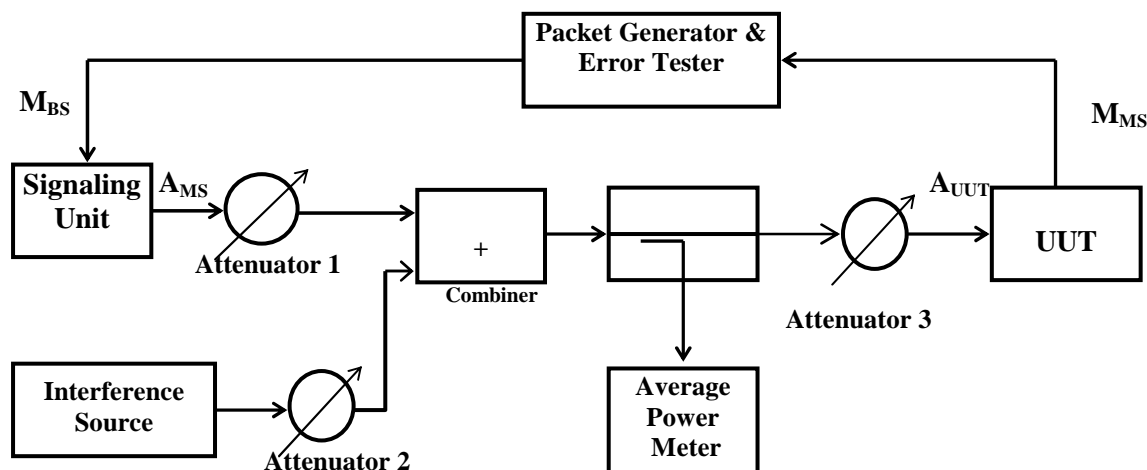 Packet Generator &
Error Tester
M_BS
M_MS
Signaling
Unit
A_MS
Attenuator 1
+
Combiner
A_UUT
UUT
Attenuator 3
Interference
Source
Attenuator 2
Average
Power
Meter